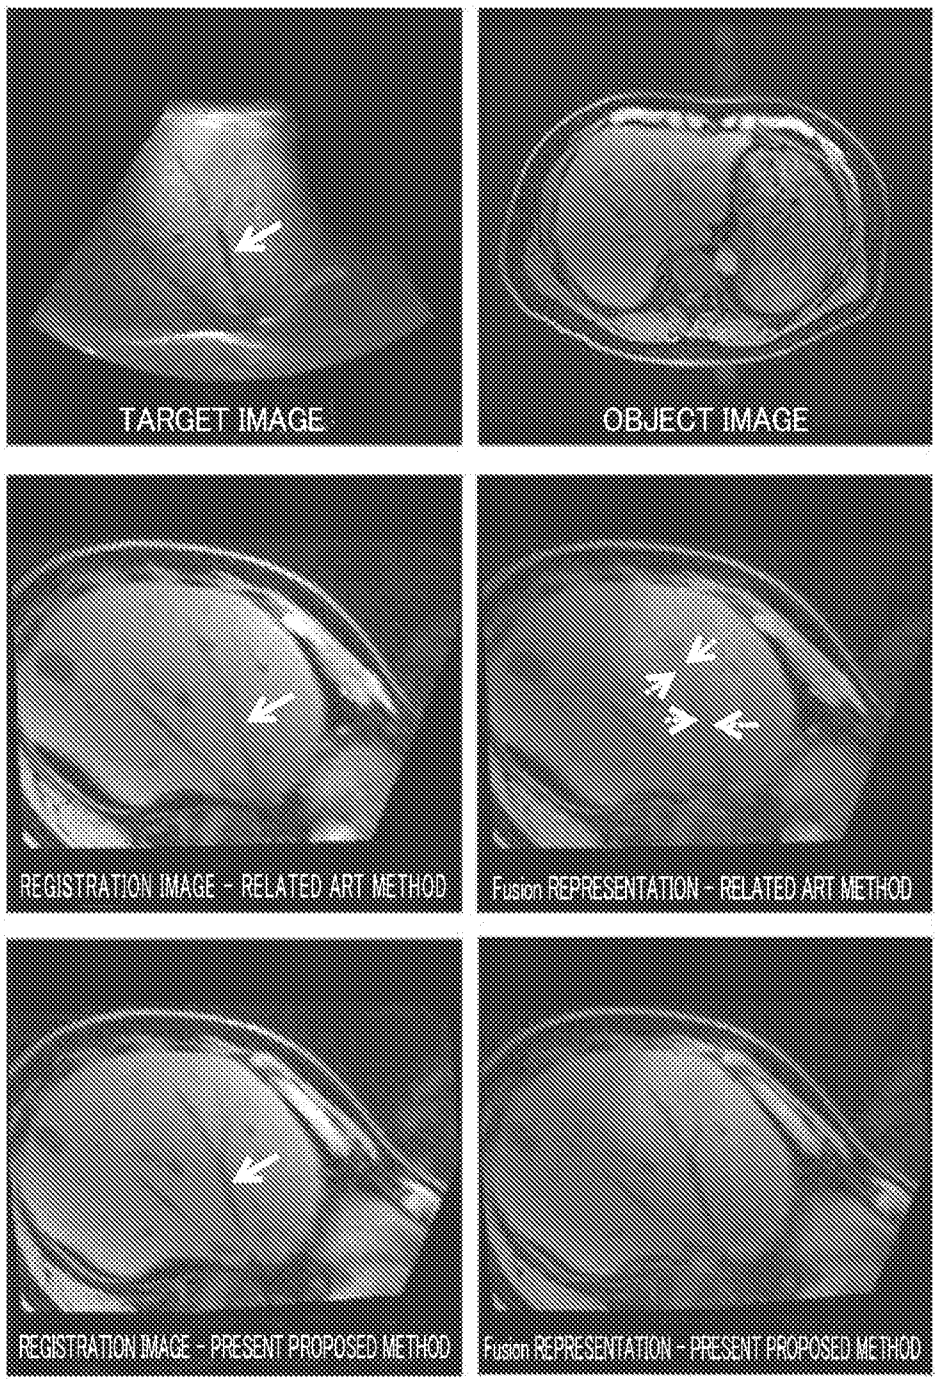 TARGET IMAGE
OBJECT IMAGE
REGISTRATION IMAGE - RELATED ART METHOD
Fusion REPRESENTATION - RELATED ART METHOD
REGISTRATION IMAGE - PRESENT PROPOSED METHOD
Fusion REPRESENTATION - PRESENT PROPOSED METHOD